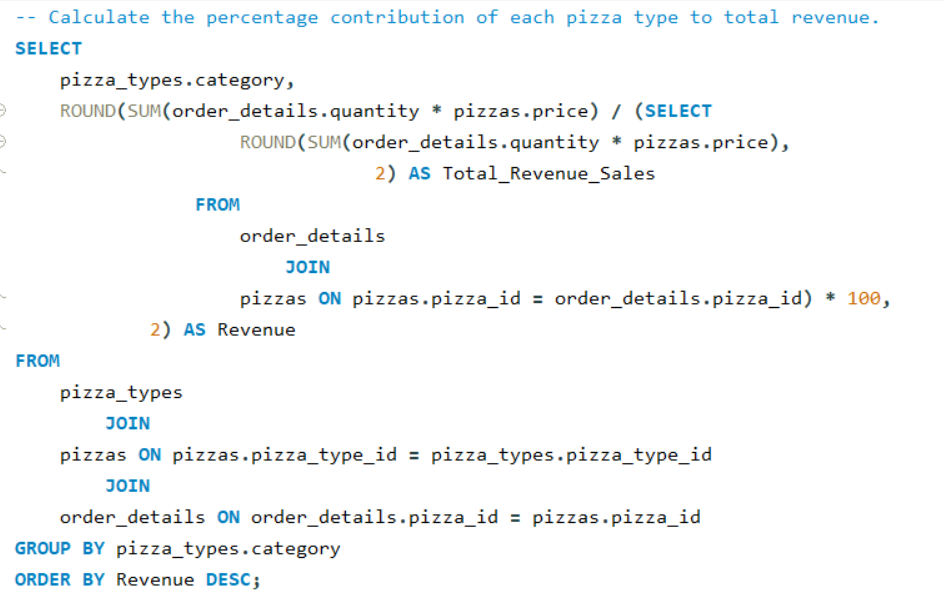 -- Calculate the percentage contribution of each pizza type to total revenue.
SELECT
pizza_types.category,
ROUND(SUM(order_details.quantity * pizzas.price) / (SELECT
ROUND(SUM(order_details.quantity * pizzas.price),
2) AS Total_Revenue_Sales
FROM
order_details
JOIN
pizzas ON pizzas.pizza_id = order_details.pizza_id) * 100,
2) AS Revenue
FROM
pizza_types
JOIN
pizzas ON pizzas.pizza_type_id = pizza_types.pizza_type_id
JOIN
order_details ON order_details.pizza_id = pizzas.pizza_id
GROUP BY pizza_types.category
ORDER BY Revenue DESC;